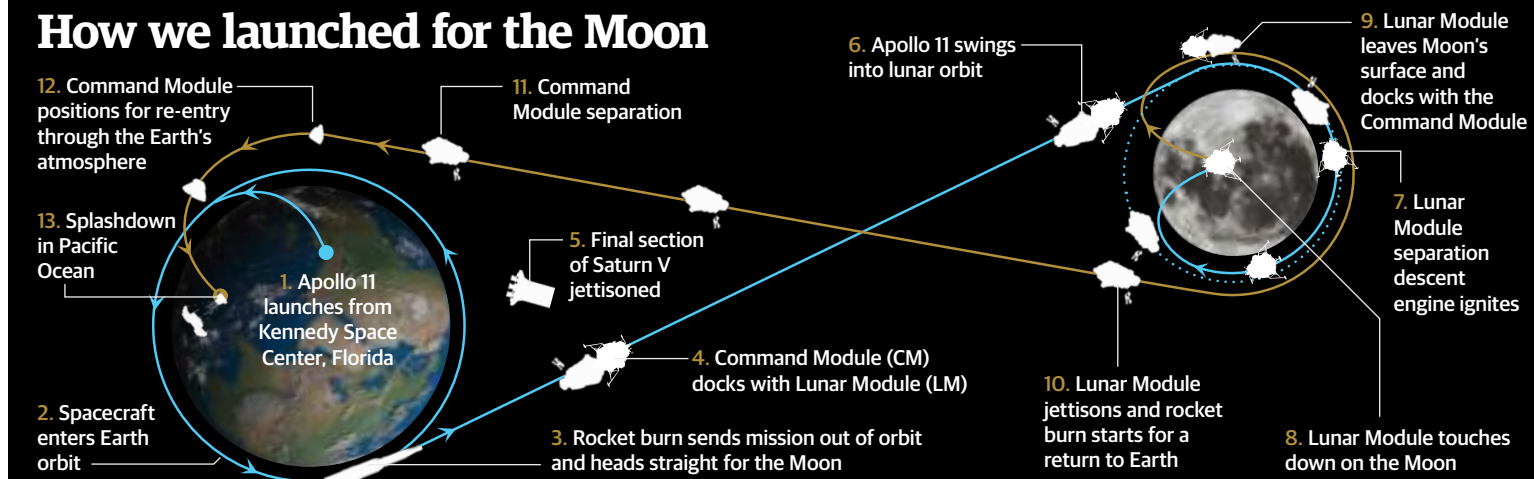 How we launched for the Moon
1. Apollo 11
launches from
Kennedy Space
Center, Florida
2. Spacecraft
enters Earth
orbit
3. Rocket burn sends mission out of orbit
and heads straight for the Moon
4. Command Module (CM)
docks with Lunar Module (LM)
5. Final section
of Saturn V
jettisoned
6. Apollo 11 swings
into lunar orbit
7. Lunar
Module
separation
descent
engine ignites
8. Lunar Module touches
down on the Moon
9. Lunar Module
leaves Moon's
surface and
docks with the
Command Module
10. Lunar Module
jettisons and rocket
burn starts for a
return to Earth
11. Command
Module separation
12. Command Module
positions for re-entry
through the Earth's
atmosphere
13. Splashdown
in Pacific
Ocean